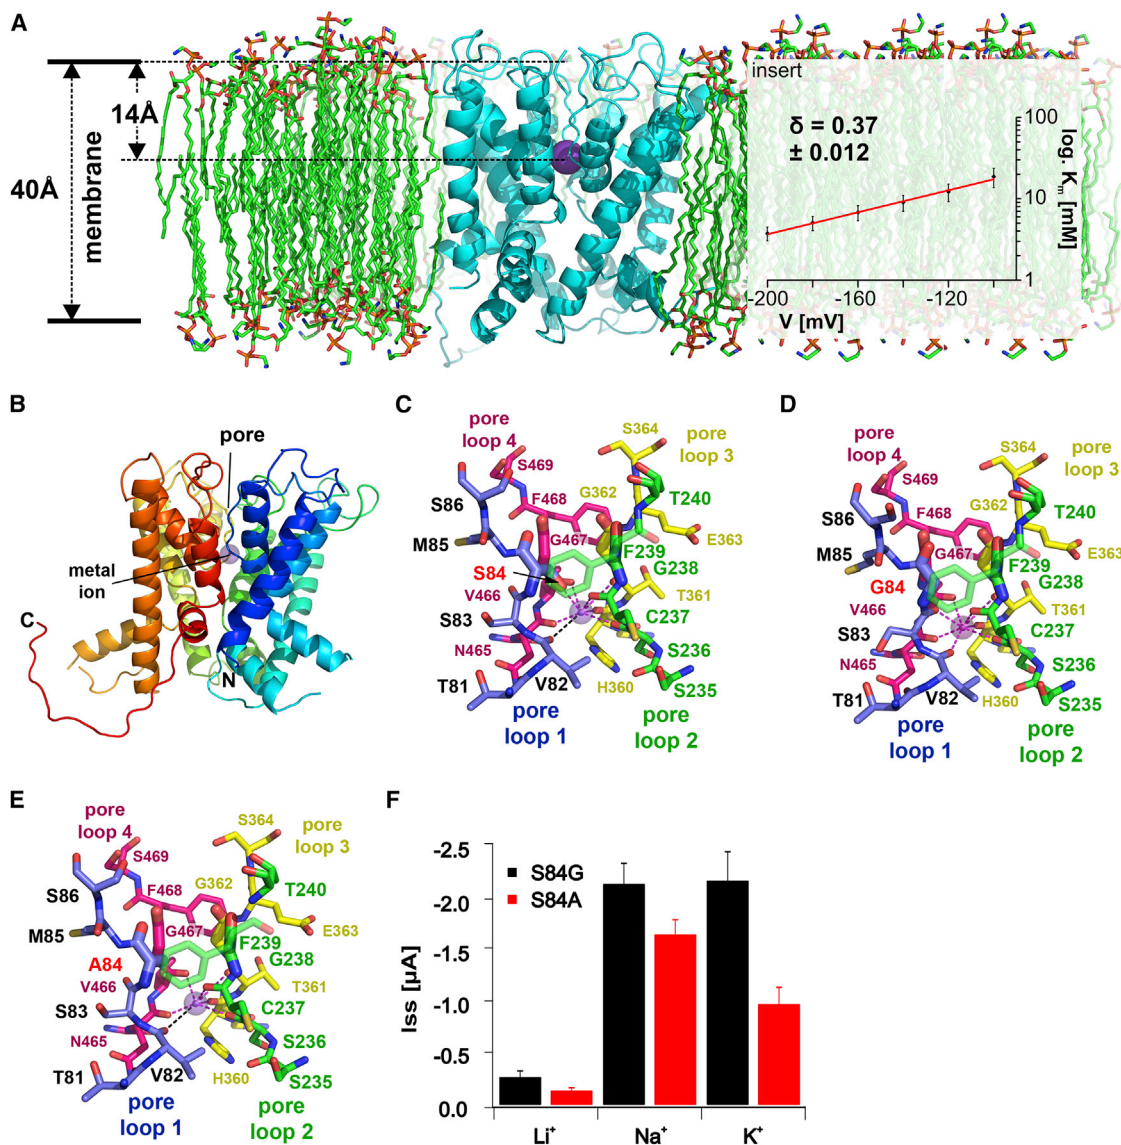 A
insert
14Å
40Å
membrane
δ = 0.37
± 0.012
100
10
1
log. Km [mM]
-200
-160
-120
V [mV]
B
pore
metal
ion
C
N
C
pore
loop 4
S364
pore
loop 3
S469
S86
F468
G362
T240
M85
G467
E363
F239
S84
G238
V466
T361
S83
C237
N465
S236
V82
H360
S235
T81
pore
loop 1
pore
loop 2
D
pore
loop 4
S364
pore
loop 3
S469
S86
F468
G362
T240
M85
G467
E363
F239
G84
G238
V466
T361
S83
C237
N465
S236
T81
V82
H360
S235
pore
loop 1
pore
loop 2
E
pore
loop 4
S364
pore
loop 3
S469
S86
F468
G362
T240
M85
G467
E363
F239
A84
G238
V466
T361
S83
C237
N465
S236
T81
V82
H360
S235
pore
loop 1
pore
loop 2
F
-2.5
-2.0
-1.5
-1.0
-0.5
0.0
Iss [µA]
S84G
S84A
Li⁺
Na⁺
K⁺